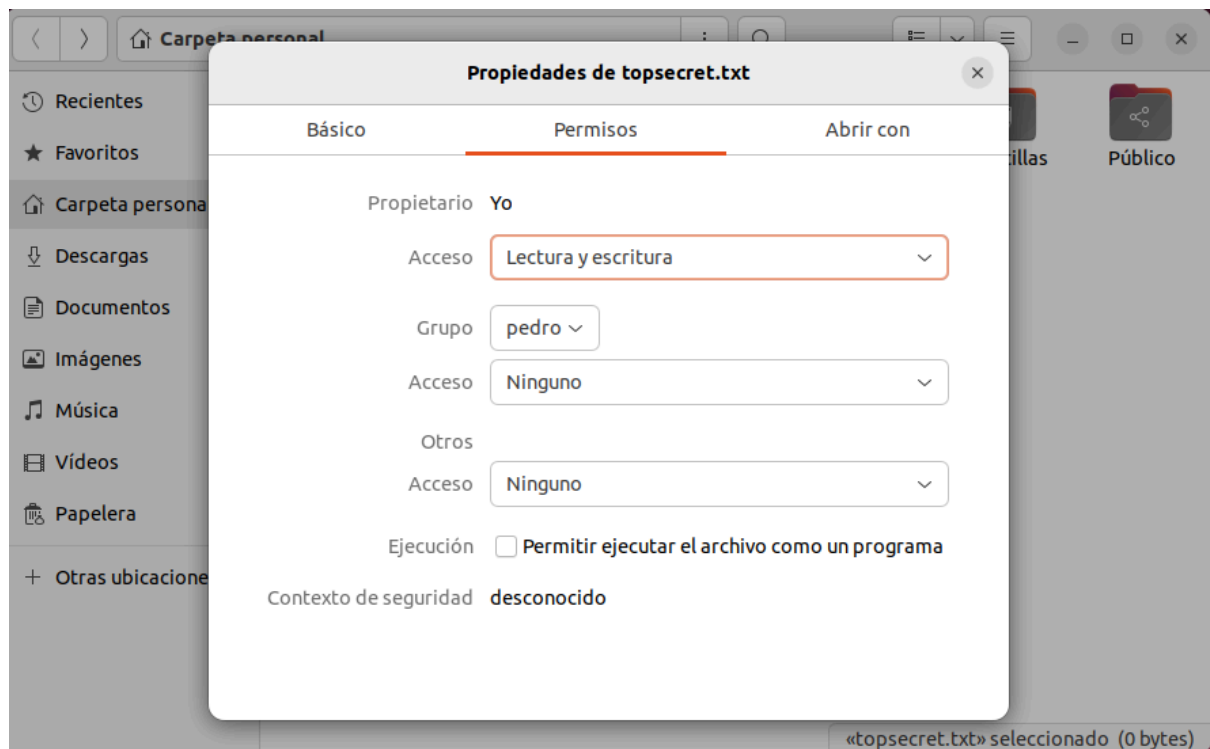 Carpeta personal
Propiedades de topsecret.txt
Básico Permisos Abrir con
Recientes
Favoritos
Carpeta persona
Descargas
Documentos
Imágenes
Música
Vídeos
Papelera
+ Otras ubicacione
illas
Público
Propietario Yo
Acceso Lectura y escritura
Grupo pedro
Acceso Ninguno
Otros
Acceso Ninguno
Ejecución Permitir ejecutar el archivo como un programa
Contexto de seguridad desconocido
«topsecret.txt» seleccionado (0 bytes)